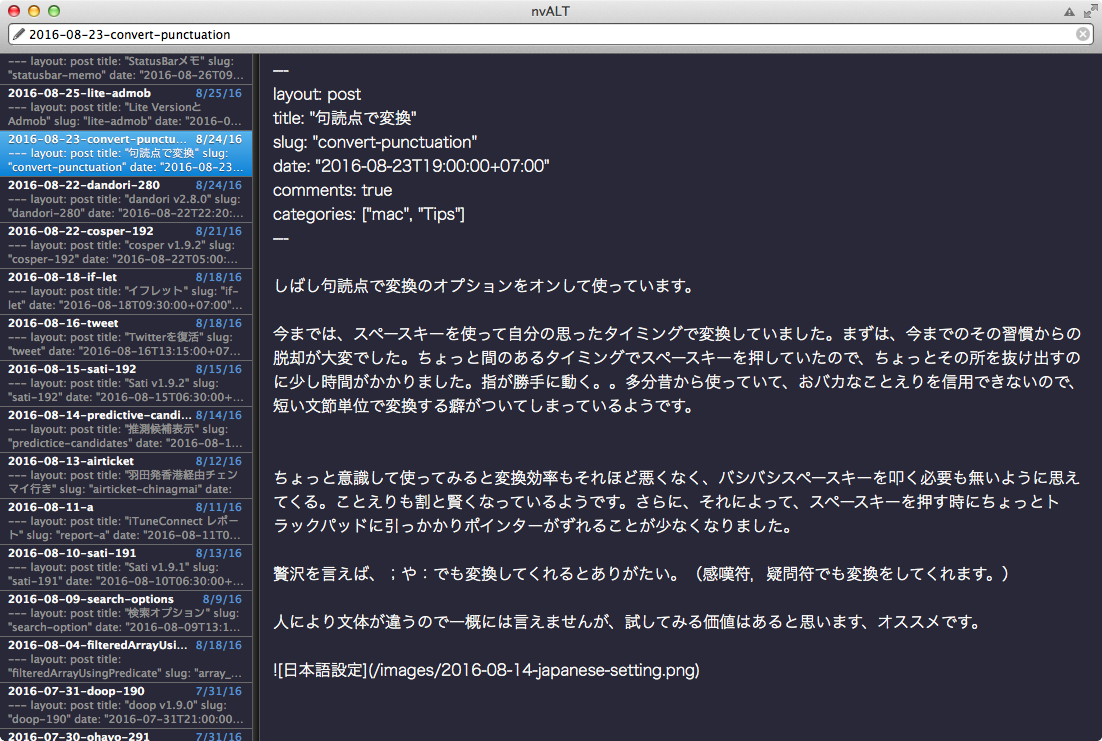 nvALT
2016-08-23-convert-punctuation
--- layout: post title: "StatusBarメモ" slug:
"statusbar-memo" date: "2016-08-26T09...
2016-08-25-lite-admob 8/25/16
--- layout: post title: "Lite Versionと
Admob" slug: "lite-admob" date: "2016-0...
2016-08-23-convert-punctu... 8/24/16
--- layout: post title: "句読点で変換" slug:
"convert-punctuation" date: "2016-08-23...
2016-08-22-dandori-280 8/24/16
--- layout: post title: "dandori v2.8.0" slug:
"dandori-280" date: "2016-08-22T22:20:...
2016-08-22-cosper-192 8/21/16
--- layout: post title: "cosper v1.9.2" slug:
"cosper-192" date: "2016-08-22T05:00:...
2016-08-18-if-let 8/18/16
--- layout: post title: "イフレット" slug: "if-
let" date: "2016-08-18T09:30:00+07:00"...
2016-08-16-tweet 8/18/16
--- layout: post title: "Twitterを復活" slug:
"tweet" date: "2016-08-16T13:15:00+07...
2016-08-15-sati-192 8/15/16
--- layout: post title: "Sati v1.9.2" slug:
"sati-192" date: "2016-08-15T06:30:00+...
2016-08-14-predictive-candi... 8/14/16
--- layout: post title: "推測候補表示" slug:
"predictice-candidates" date: "2016-08-1...
2016-08-13-airticket 8/12/16
--- layout: post title: "羽田発香港経由チェン
マイ行き" slug: "airticket-chinagmai" date:
2016-08-11-a 8/11/16
--- layout: post title: "iTuneConnect レポー
ト" slug: "report-a" date: "2016-08-11T0...
2016-08-10-sati-191 8/13/16
--- layout: post title: "Sati v1.9.1" slug:
"sati-191" date: "2016-08-10T06:30:00+...
2016-08-09-search-options 8/9/16
--- layout: post title: "検索オプション" slug:
"search-option" date: "2016-08-09T13:1...
2016-08-04-filteredArrayUsi... 8/18/16
--- layout: post title:
"filteredArrayUsingPredicate" slug: "array_...
2016-07-31-doop-190 7/31/16
--- layout: post title: "doop v1.9.0" slug:
"doop-190" date: "2016-07-31T21:00:00...
2016-07-30-ohayo-291 7/31/16
---
layout: post
title: "句読点で変換"
slug: "convert-punctuation"
date: "2016-08-23T19:00:00+07:00"
comments: true
categories: ["mac", "Tips"]
---
しばし句読点で変換のオプションをオンして使っています。
今までは、スペースキーを使って自分の思ったタイミングで変換していました。まずは、今までのその習慣からの
脱却が大変でした。ちょっと間のあるタイミングでスペースキーを押していたので、ちょっとその所を抜け出すの
に少し時間がかかりました。指が勝手に動く。。多分昔から使っていて、おバカなことえりを信用できないので、
短い文節単位で変換する癖がついてしまっているようです。
ちょっと意識して使ってみると変換効率もそれほど悪くなく、バシバシスペースキーを叩く必要も無いように思え
てくる。ことえりも割と賢くなっているようです。さらに、それによって、スペースキーを押す時にちょっとト
ラックパッドに引っかかりポインターがずれることが少なくなりました。
贅沢を言えば、；や：でも変換してくれるとありがたい。（感嘆符，疑問符でも変換をしてくれます。）
人により文体が違うので一概には言えませんが、試してみる価値はあると思います、オススメです。
![日本語設定](/images/2016-08-14-japanese-setting.png)